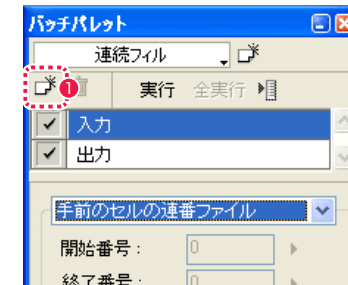 バッチパレット
連続フィル
1
実行 全実行
入力
出力
手前のセルの連番ファイル
開始番号： 0
終了番号： 0